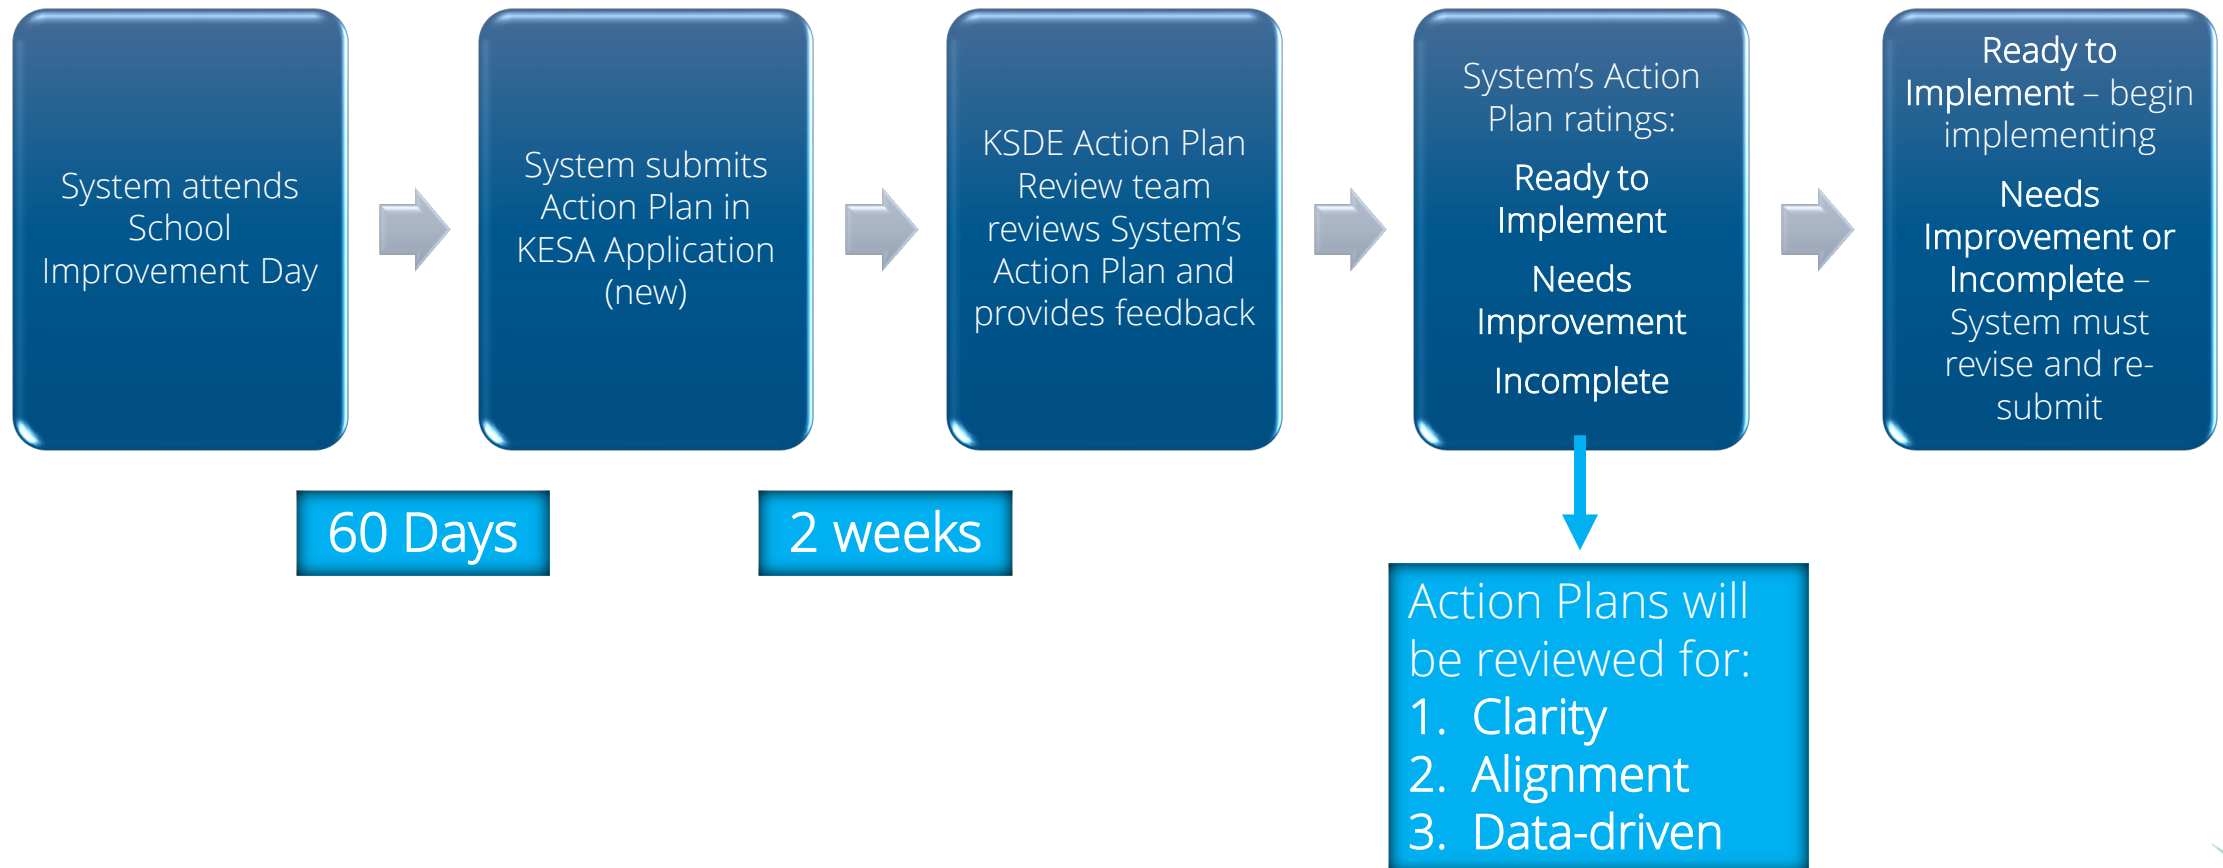 System attends
School
Improvement Day
System submits
Action Plan in
KESA Application
(new)
KSDE Action Plan
Review team
reviews System’s
Action Plan and
provides feedback
System’s Action
Plan ratings:
Ready to
Implement
Needs
Improvement
Incomplete
Ready to
Implement – begin
implementing
Needs
Improvement or
Incomplete –
System must
revise and re-
submit
60 Days
2 weeks
Action Plans will
be reviewed for:
1. Clarity
2. Alignment
3. Data-driven